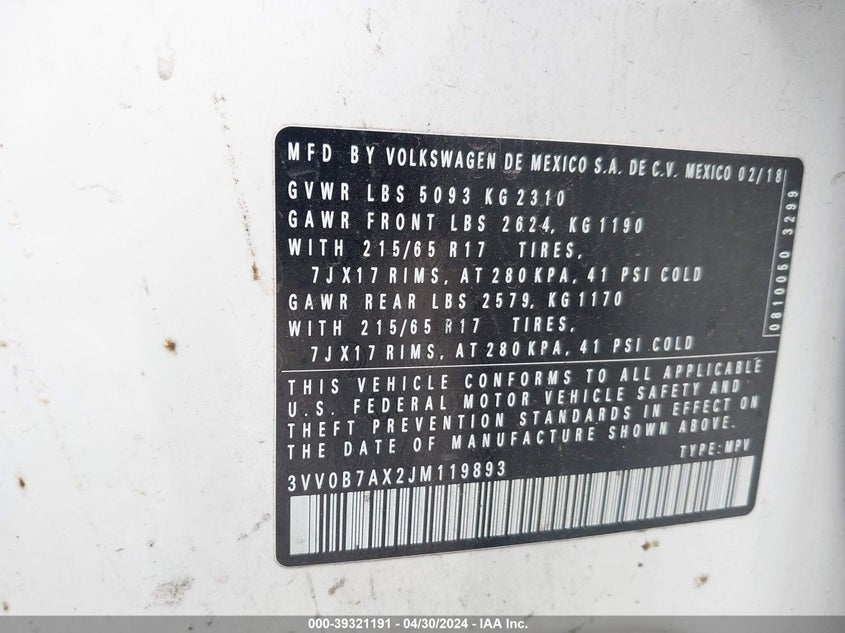 MFD BY VOLKSWAGEN DE MEXICO S.A. DE C.V. MEXICO 02/18
GVWR LBS 5093 KG 2310
GAWR FRONT LBS 2624, KG 1190
WITH 215/65 R17 TIRES,
7JX17 RIMS, AT 280 KPA, 41 PSI COLD
GAWR REAR LBS 2579, KG 1170
WITH 215/65 R17 TIRES,
7JX17 RIMS, AT 280 KPA, 41 PSI COLD
0810050 3299
THIS VEHICLE CONFORMS TO ALL APPLICABLE
U.S. FEDERAL MOTOR VEHICLE SAFETY AND
THEFT PREVENTION STANDARDS IN EFFECT ON
THE DATE OF MANUFACTURE SHOWN ABOVE.
TYPE: MPV
3VV0B7AX2JM119893
000-39321191 - 04/30/2024 - IAA Inc.